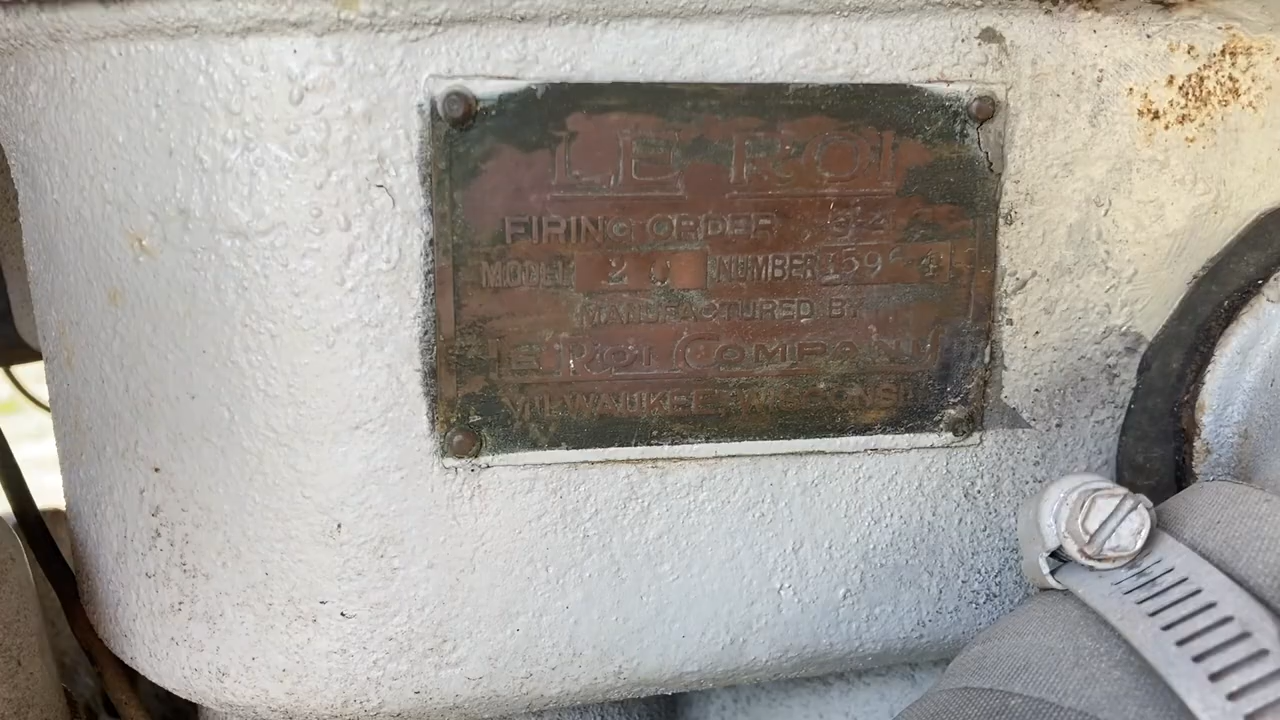 LE ROI
FIRING ORDER
MODEL NUMBER
MANUFACTURED BY
LE ROI COMPANY
MILWAUKEE, WISCONSIN